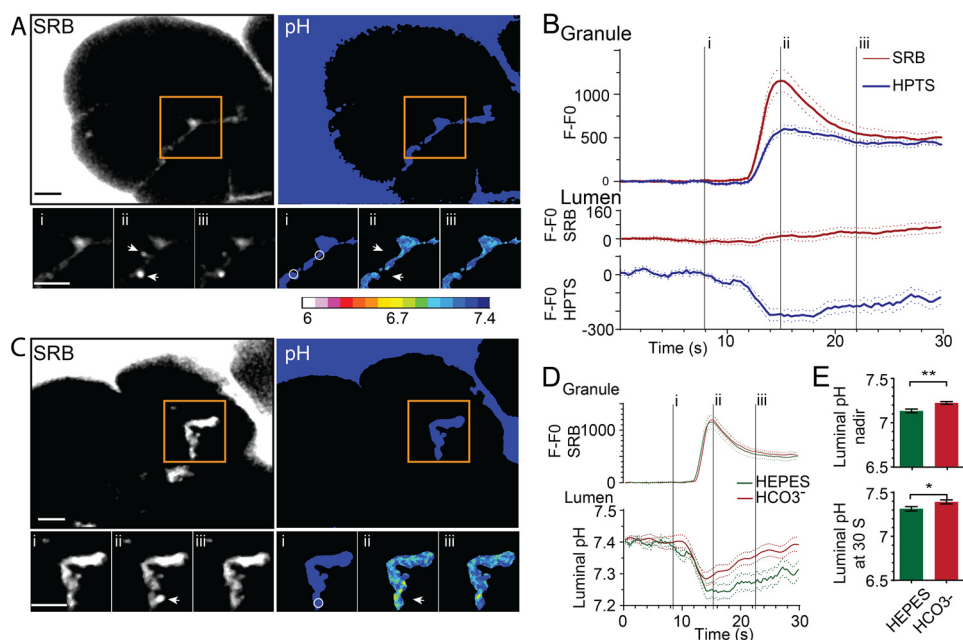 A
SRB
pH
i
ii
iii
i
ii
iii
6
6.7
7.4
B
Granule
i
ii
iii
SRB
HPTS
1000
500
0
F-F0
Lumen
160
0
F-F0
SRB
0
-300
F-F0
HPTS
0
10
20
30
Time (s)
C
SRB
pH
i
ii
iii
i
ii
iii
D
Granule
i
ii
iii
1000
0
F-F0
SRB
HEPES
HCO3-
Lumen
7.5
7.4
7.3
7.2
Luminal pH
0
10
20
30
Time (s)
E
**
7.5
7
6.5
Luminal pH
nadir
*
7.5
6.5
Luminal pH
at 30 S
HEPES
HCO3-